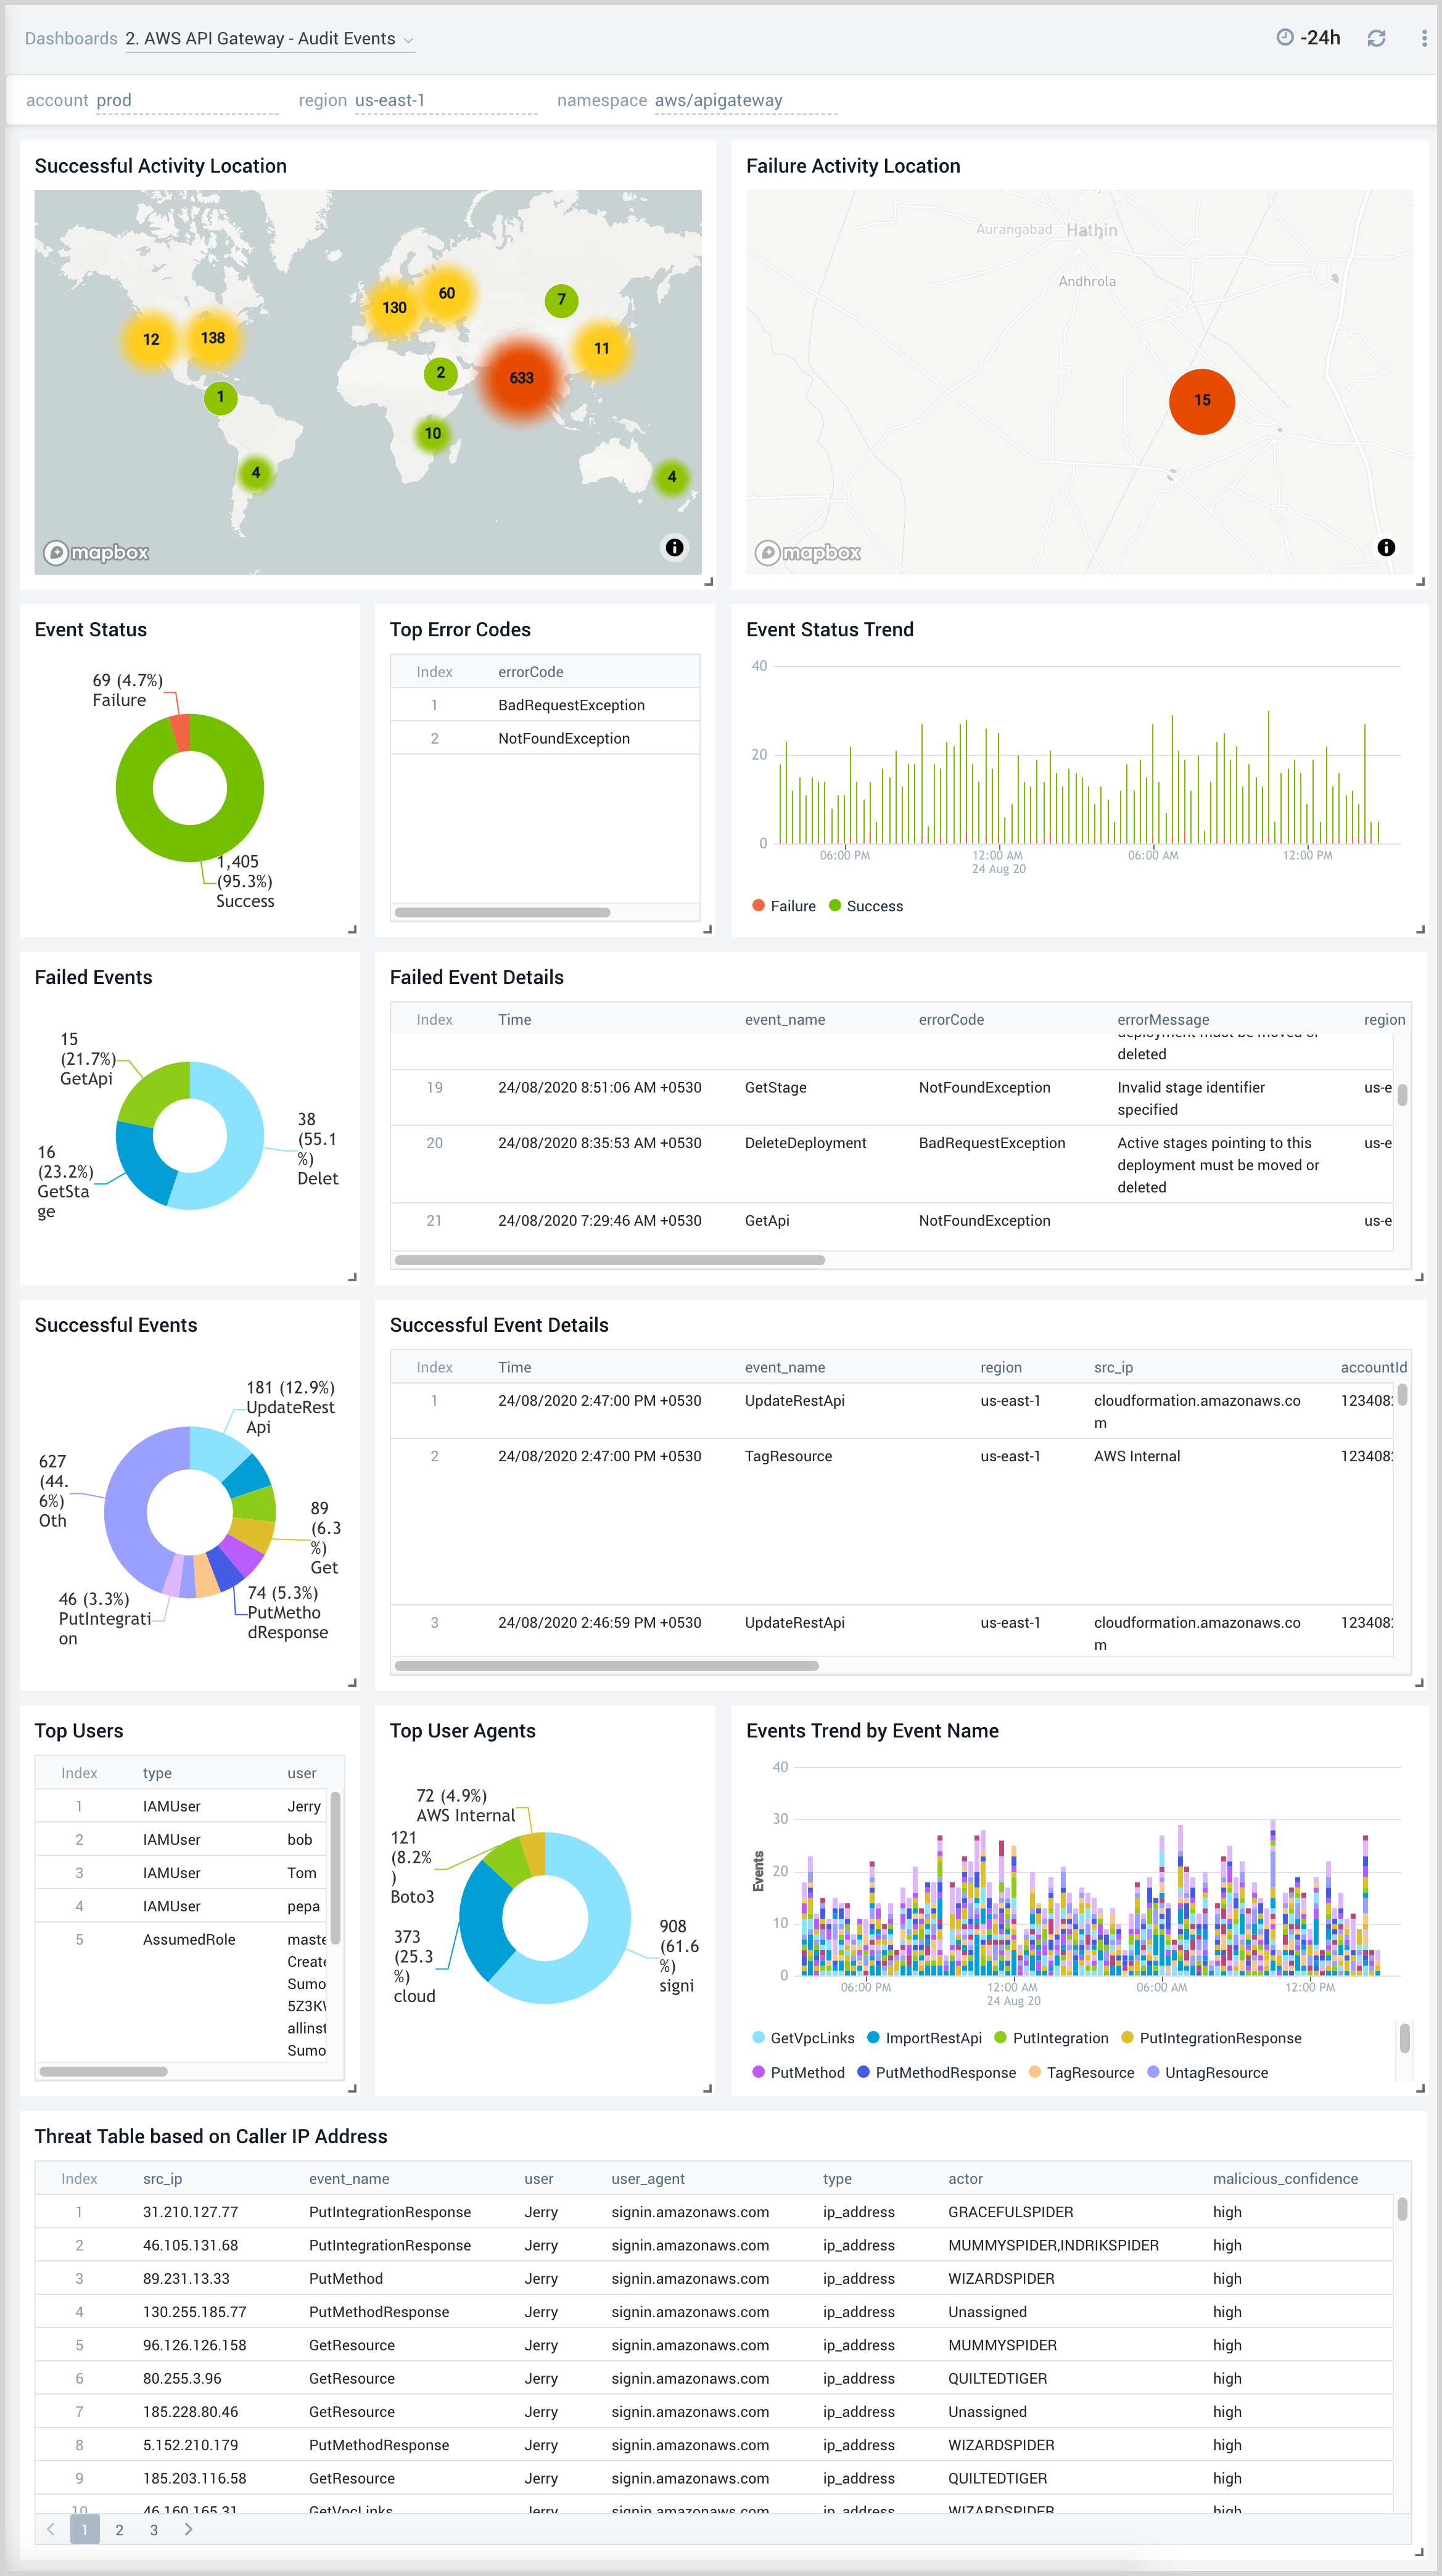 Dashboards 2. AWS API Gateway - Audit Events -24h
account prod region us-east-1 namespace aws/apigateway
Successful Activity Location
12
138
130
60
7
11
633
2
1
10
4
4
mapbox
Failure Activity Location
Aurangabad Hathin
Andhrola
15
mapbox
Event Status
69 (4.7%)
Failure
1,405
(95.3%)
Success
Top Error Codes
Index errorCode
1 BadRequestException
2 NotFoundException
Event Status Trend
40
20
0
06:00 PM 12:00 AM 06:00 AM 12:00 PM
24 Aug 20
Failure Success
Failed Events
15
(21.7%)
GetApi
38
(55.1
%)
Delet
16
(23.2%)
GetSta
ge
Failed Event Details
Index Time event_name errorCode errorMessage region
deployment must be moved or
deleted
19 24/08/2020 8:51:06 AM +0530 GetStage NotFoundException Invalid stage identifier us-e
specified
20 24/08/2020 8:35:53 AM +0530 DeleteDeployment BadRequestException Active stages pointing to this us-e
deployment must be moved or
deleted
21 24/08/2020 7:29:46 AM +0530 GetApi NotFoundException us-e
Successful Events
181 (12.9%)
UpdateRest
Api
627
(44.
6%)
Oth
89
(6.3
%)
Get
46 (3.3%)
PutIntegrati
on
74 (5.3%)
PutMetho
dResponse
Successful Event Details
Index Time event_name region src_ip accountId
1 24/08/2020 2:47:00 PM +0530 UpdateRestApi us-east-1 cloudformation.amazonaws.co 123408
m
2 24/08/2020 2:47:00 PM +0530 TagResource us-east-1 AWS Internal 123408
3 24/08/2020 2:46:59 PM +0530 UpdateRestApi us-east-1 cloudformation.amazonaws.co 123408
m
Top Users
Index type user
1 IAMUser Jerry
2 IAMUser bob
3 IAMUser Tom
4 IAMUser pepa
5 AssumedRole maste
Create
Sumo
5Z3K
allinst
Sumo
Top User Agents
72 (4.9%)
AWS Internal
121
(8.2%
)
Boto3
373
(25.3
%)
cloud
908
(61.6
%)
signi
Events Trend by Event Name
Events
40
30
20
10
0
06:00 PM 12:00 AM 06:00 AM 12:00 PM
24 Aug 20
GetVpcLinks ImportRestApi PutIntegration PutIntegrationResponse
PutMethod PutMethodResponse TagResource UntagResource
Threat Table based on Caller IP Address
Index src_ip event_name user user_agent type actor malicious_confidence
1 31.210.127.77 PutIntegrationResponse Jerry signin.amazonaws.com ip_address GRACEFULSPIDER high
2 46.105.131.68 PutIntegrationResponse Jerry signin.amazonaws.com ip_address MUMMYSPIDER,INDRIKSPIDER high
3 89.231.13.33 PutMethod Jerry signin.amazonaws.com ip_address WIZARDSPIDER high
4 130.255.185.77 PutMethodResponse Jerry signin.amazonaws.com ip_address Unassigned high
5 96.126.126.158 GetResource Jerry signin.amazonaws.com ip_address MUMMYSPIDER high
6 80.255.3.96 GetResource Jerry signin.amazonaws.com ip_address QUILTEDTIGER high
7 185.228.80.46 GetResource Jerry signin.amazonaws.com ip_address Unassigned high
8 5.152.210.179 PutMethodResponse Jerry signin.amazonaws.com ip_address WIZARDSPIDER high
9 185.203.116.58 GetResource Jerry signin.amazonaws.com ip_address QUILTEDTIGER high
10 46.160.165.31 GetVpcLinks Jerry signin.amazonaws.com ip_address WIZARDSPIDER high
1 2 3